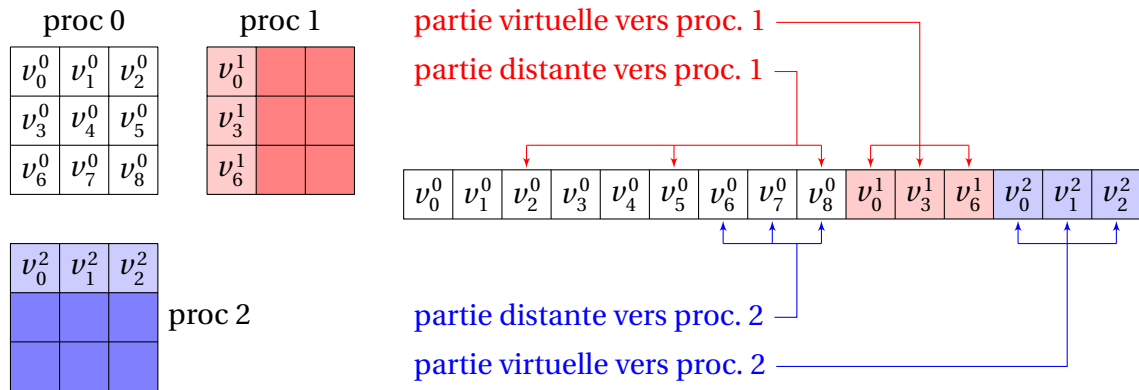 proc 0
proc 1
partie virtuelle vers proc. 1
partie distante vers proc. 1
v_0^0 v_1^0 v_2^0
v_3^0 v_4^0 v_5^0
v_6^0 v_7^0 v_8^0
v_0^1
v_3^1
v_6^1
v_0^0 v_1^0 v_2^0 v_3^0 v_4^0 v_5^0 v_6^0 v_7^0 v_8^0 v_0^1 v_3^1 v_6^1 v_0^2 v_1^2 v_2^2
v_0^2 v_1^2 v_2^2
proc 2
partie distante vers proc. 2
partie virtuelle vers proc. 2